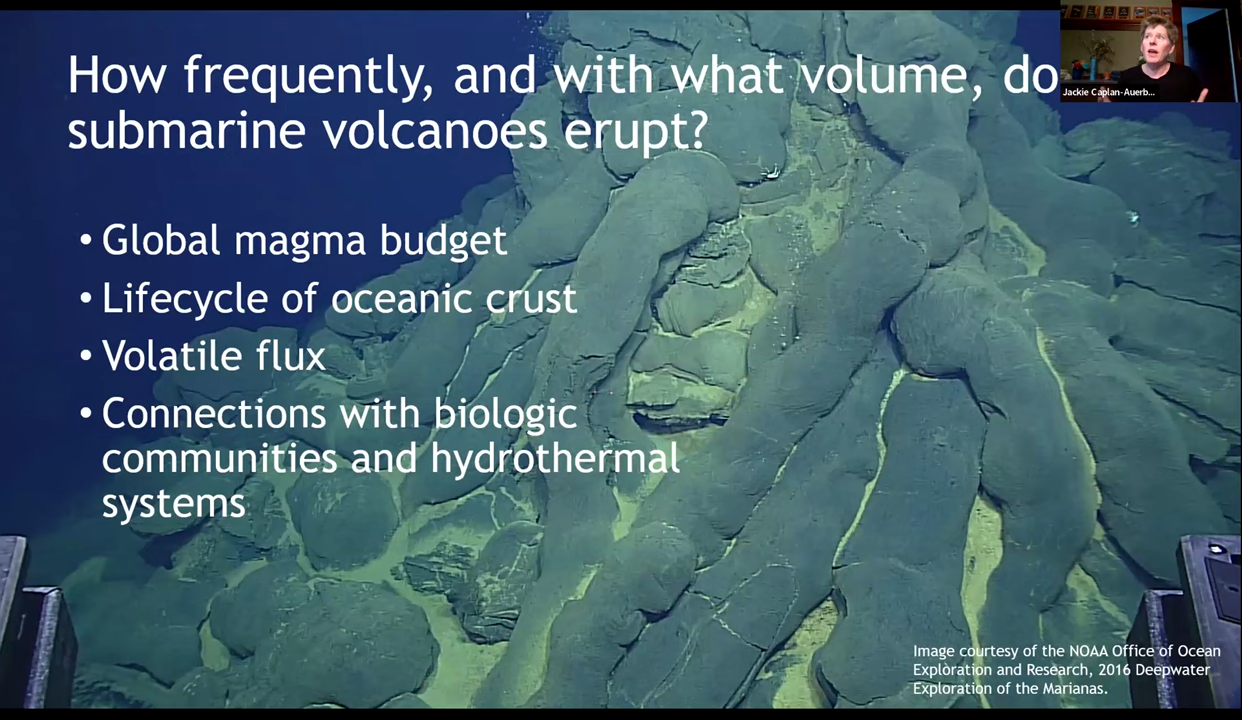 How frequently, and with what volume, do
submarine volcanoes erupt?
Jackie Caplan-Auerb...
• Global magma budget
• Lifecycle of oceanic crust
• Volatile flux
• Connections with biologic
communities and hydrothermal
systems
Image courtesy of the NOAA Office of Ocean
Exploration and Research, 2016 Deepwater
Exploration of the Marianas.